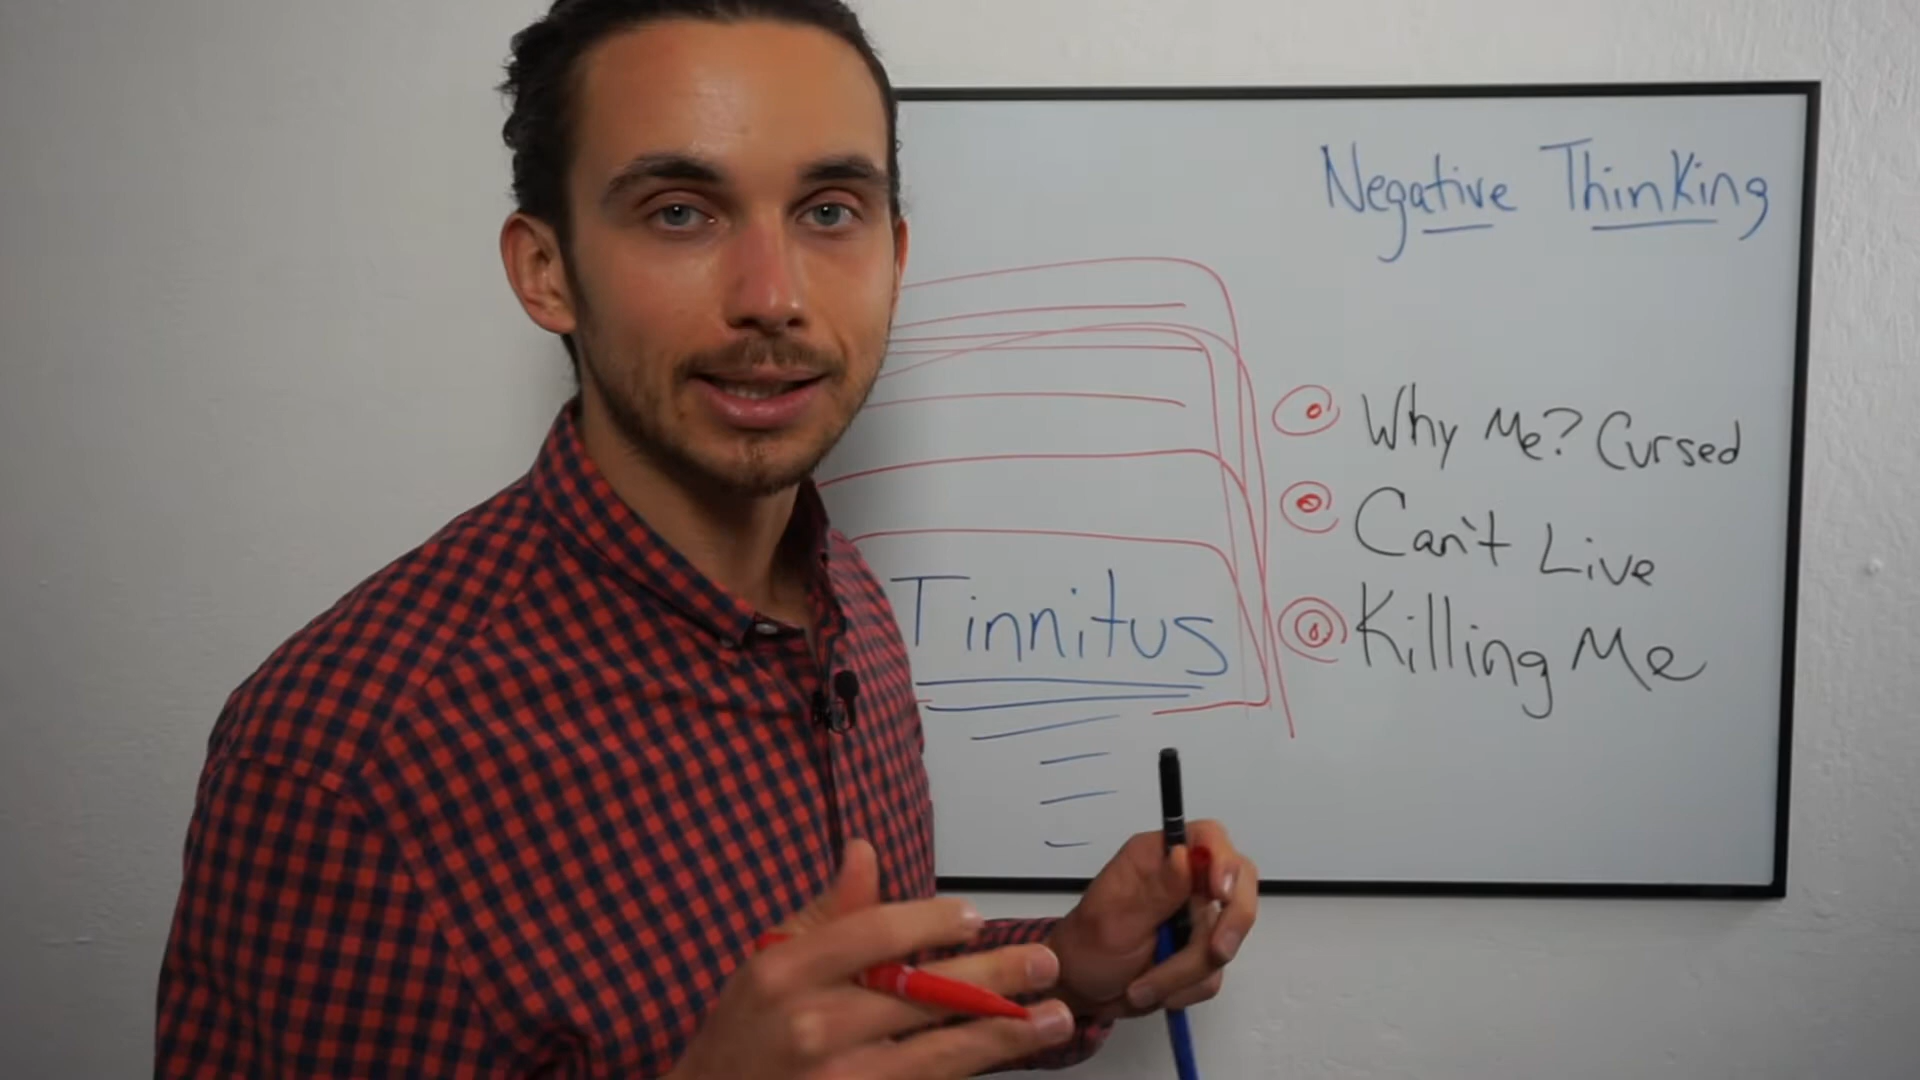 Negative Thinking
Why Me? Cursed
Can't Live
Tinnitus
Killing Me